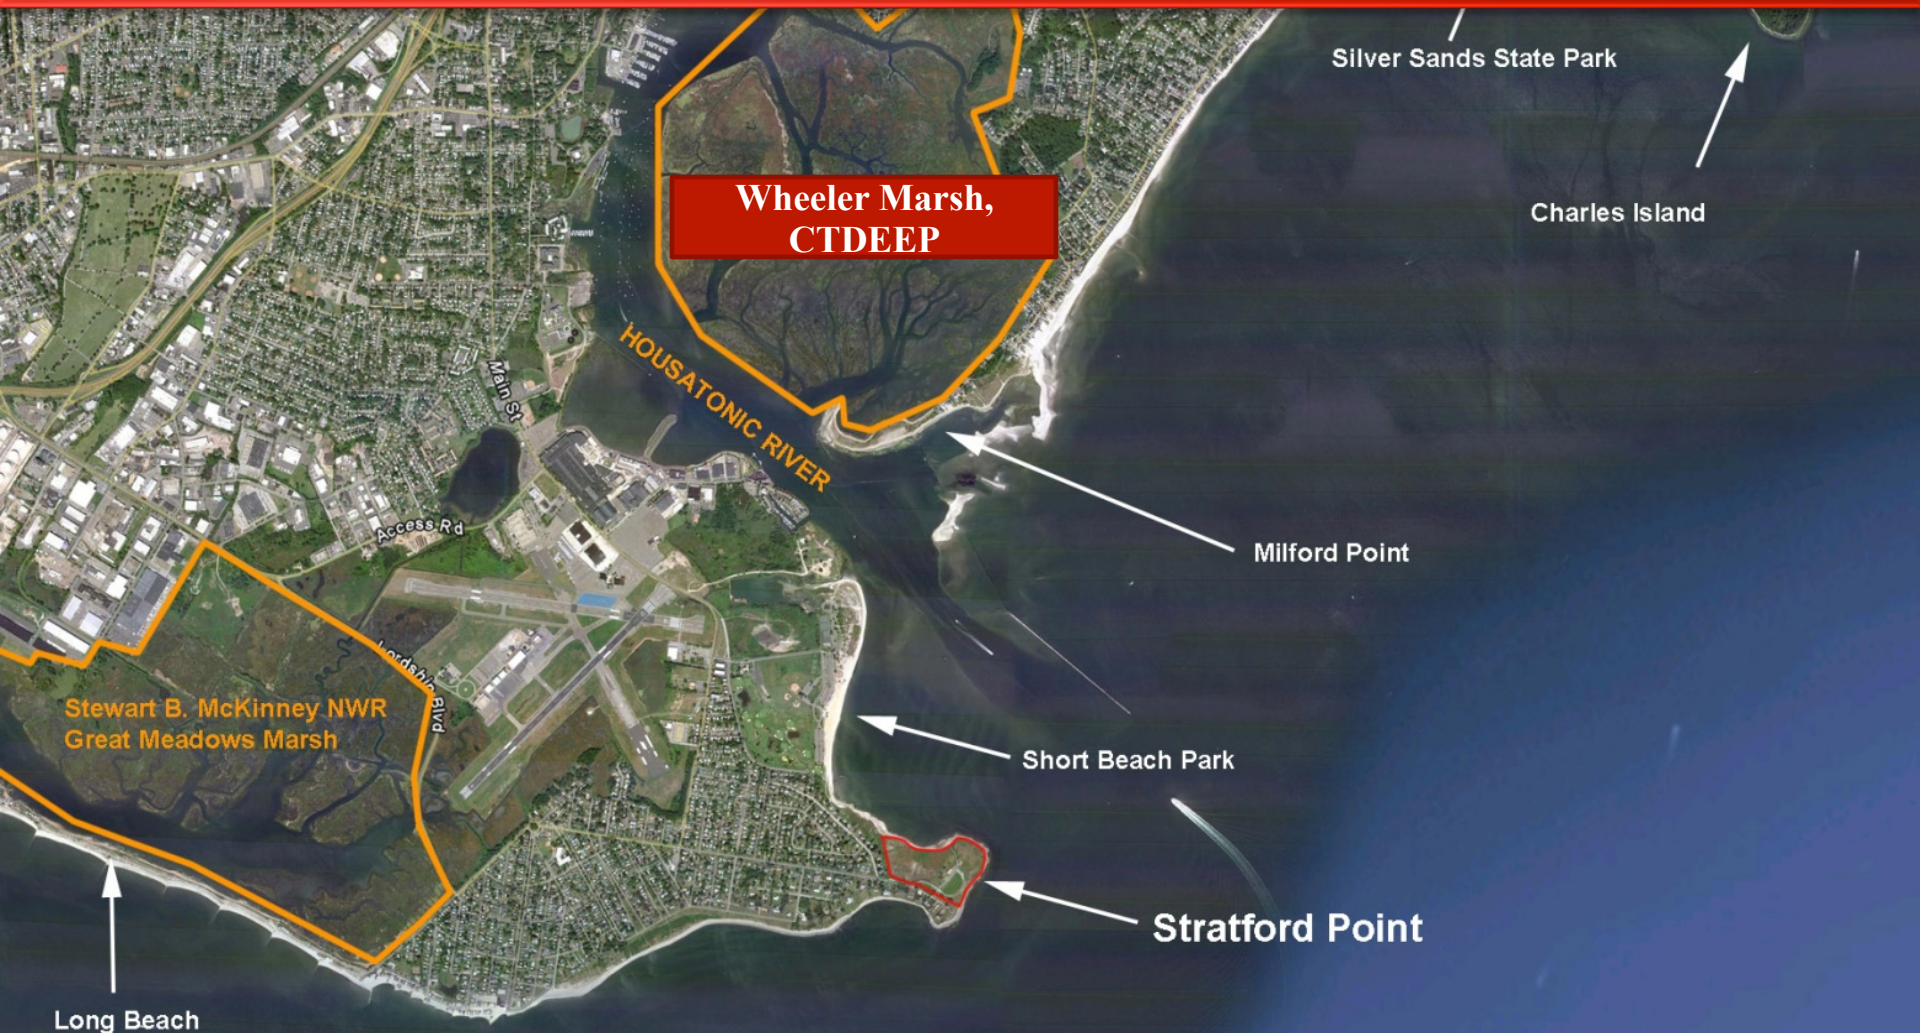 Silver Sands State Park
Charles Island
Wheeler Marsh,
CTDEEP
HOUSATONIC RIVER
Main St
Access Rd
Milford Point
Lordship Blvd
Stewart B. McKinney NWR
Great Meadows Marsh
Short Beach Park
Stratford Point
Long Beach